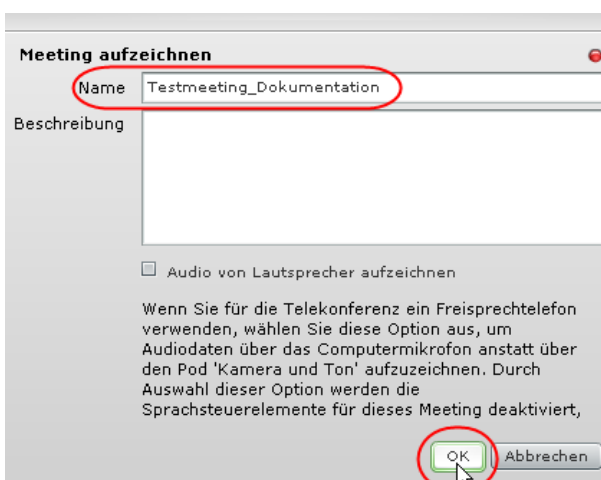 Meeting aufzeichnen
Name Testmeeting_Dokumentation
Beschreibung
Audio von Lautsprecher aufzeichnen
Wenn Sie für die Telekonferenz ein Freisprechtelefon
verwenden, wählen Sie diese Option aus, um
Audiodaten über das Computermikrofon anstatt über
den Pod 'Kamera und Ton' aufzuzeichnen. Durch
Auswahl dieser Option werden die
Sprachsteuerelemente für dieses Meeting deaktiviert,
OK Abbrechen